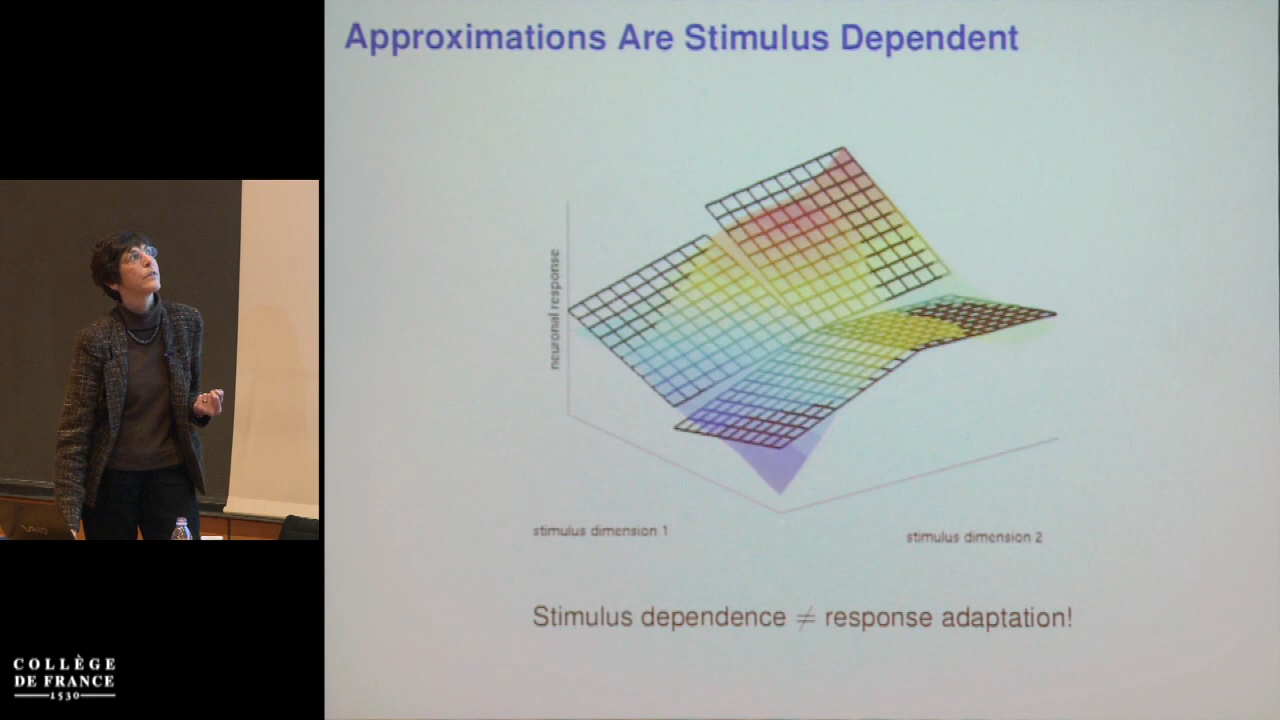 Approximations Are Stimulus Dependent
neuronal response
stimulus dimension 1
stimulus dimension 2
Stimulus dependence ≠ response adaptation!
VAIO
COLLÈGE
DE FRANCE
1530